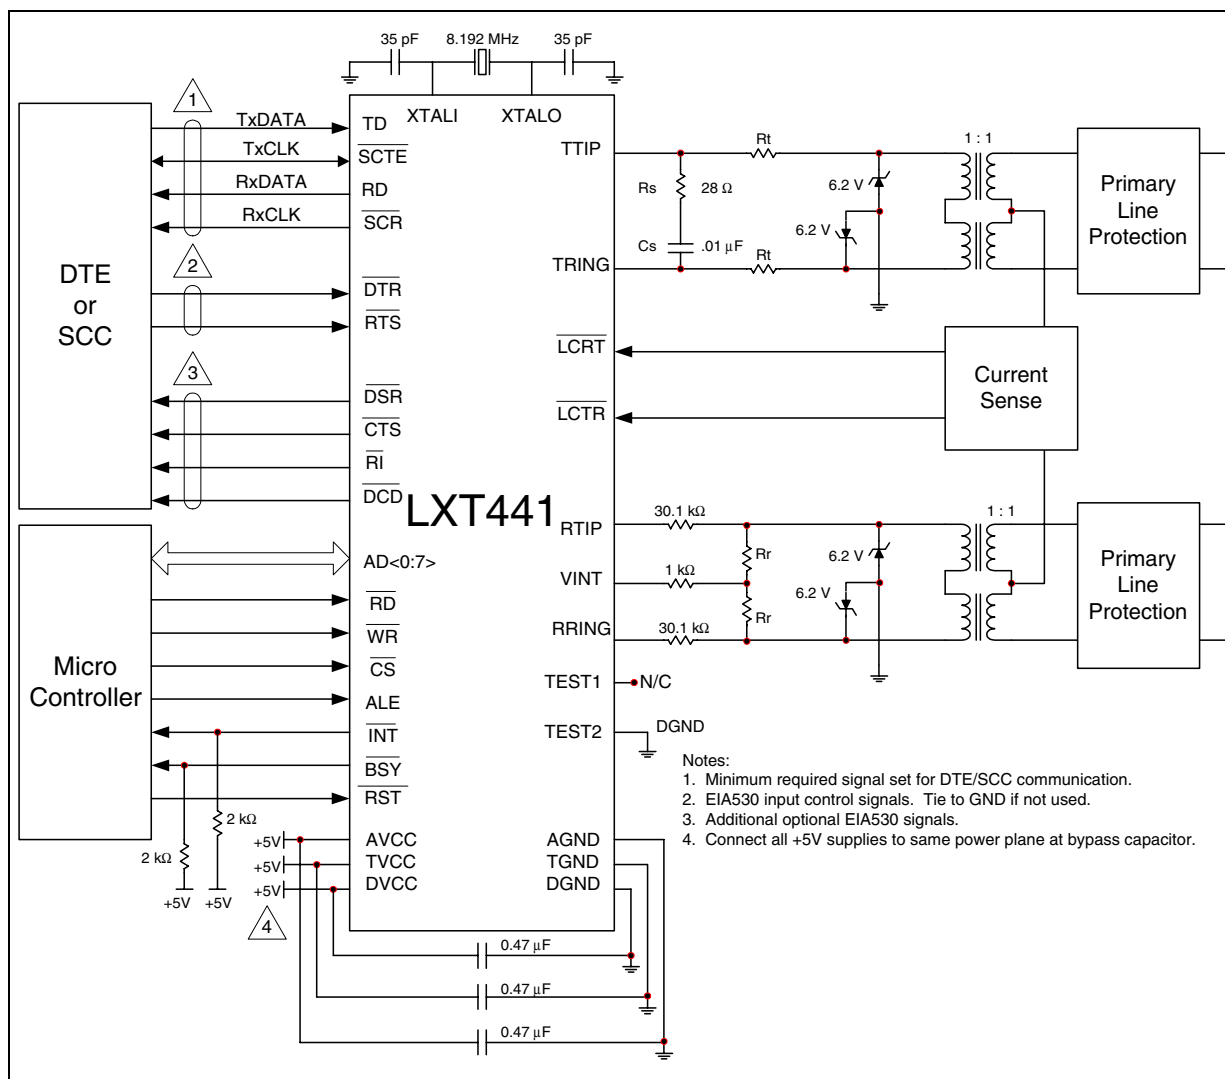 35 pF
8.192 MHz
35 pF
XTALI
XTALO
1
TxDATA
TD
TxCLK
SCTE
RxDATA
RD
RxCLK
SCR
2
DTR
RTS
3
DSR
CTS
RI
DCD
DTE
or
SCC
LXT441
TTIP
Rt
Rs
28 Ω
Cs
.01 µF
6.2 V
6.2 V
1 : 1
TRING
Rt
Primary
Line
Protection
LCRT
LCTR
Current
Sense
RTIP
30.1 kΩ
Rr
VINT
1 kΩ
Rr
RRING
30.1 kΩ
6.2 V
6.2 V
1 : 1
Primary
Line
Protection
TEST1
N/C
TEST2
DGND
Micro
Controller
AD<0:7>
RD
WR
CS
ALE
INT
BSY
RST
2 kΩ
2 kΩ
+5V
+5V
+5V
AVCC
+5V
TVCC
+5V
DVCC
4
AGND
TGND
DGND
0.47 µF
0.47 µF
0.47 µF
Notes:
1. Minimum required signal set for DTE/SCC communication.
2. EIA530 input control signals. Tie to GND if not used.
3. Additional optional EIA530 signals.
4. Connect all +5V supplies to same power plane at bypass capacitor.